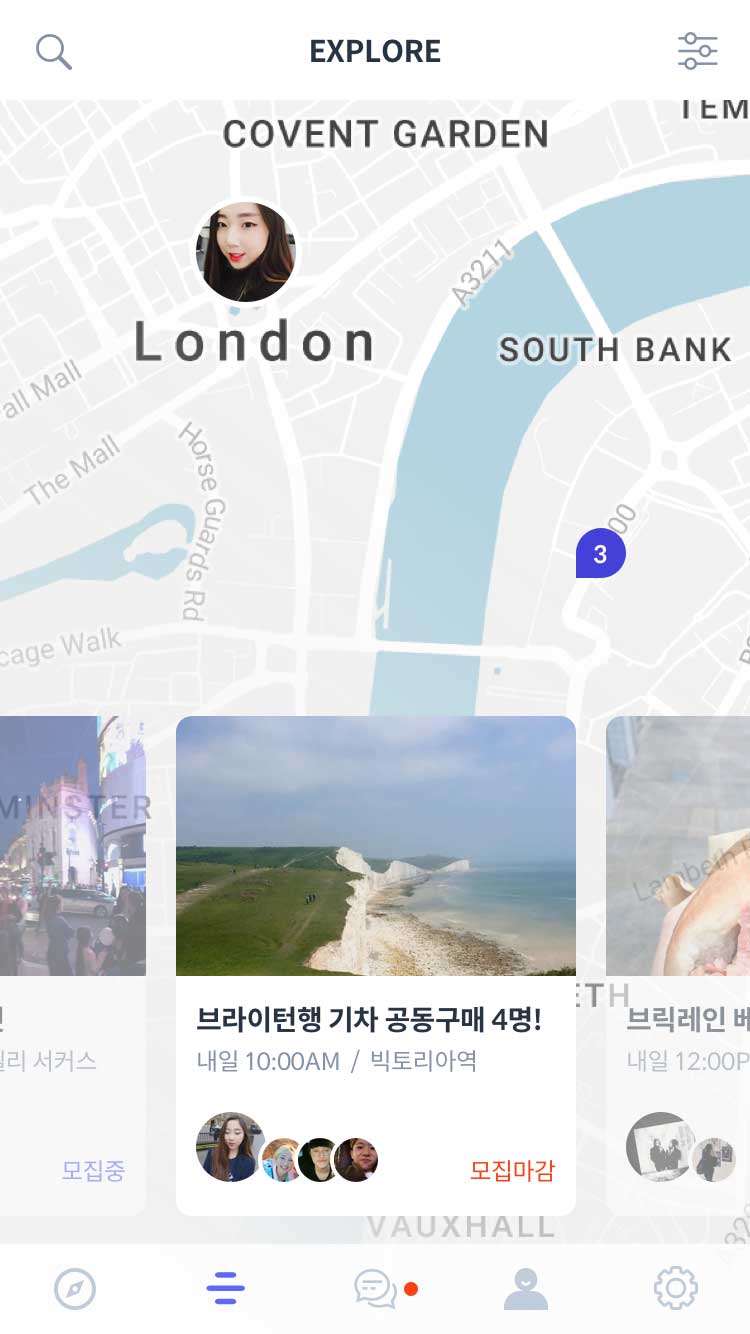 EXPLORE
TEM
COVENT GARDEN
A3211
London
SOUTH BANK
all Mall
The Mall
Horse Guards Rd
00
3
cage Walk
MINSTER
Lambeth
ETH
브라이턴행 기차 공동구매 4명!
브릭레인 베
릴리 서커스
내일 10:00AM / 빅토리아역
내일 12:00P
모집중
모집마감
VAUXHALL